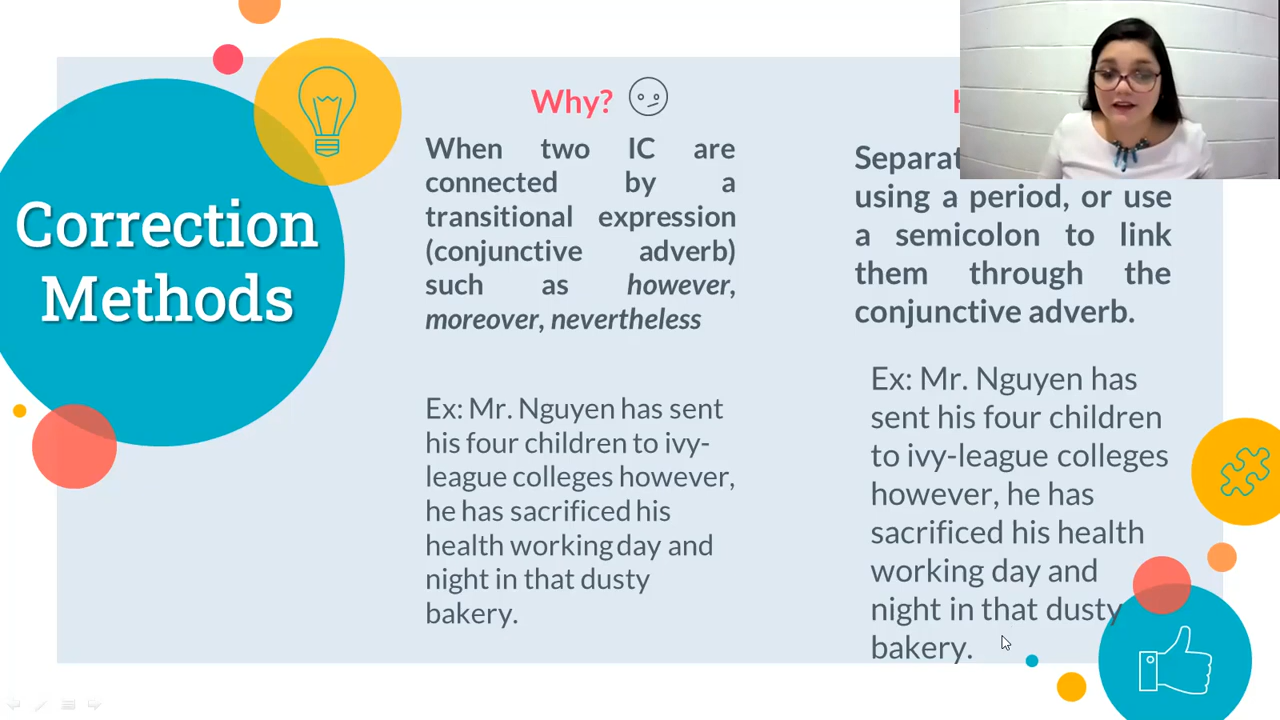 Correction
Methods
Why?
When two IC are
connected by a
transitional expression
(conjunctive adverb)
such as however,
moreover, nevertheless
Ex: Mr. Nguyen has sent
his four children to ivy-
league colleges however,
he has sacrificed his
health working day and
night in that dusty
bakery.
using a period, or use
a semicolon to link
them through the
conjunctive adverb.
Ex: Mr. Nguyen has
sent his four children
to ivy-league colleges
however, he has
sacrificed his health
working day and
night in that dusty
bakery.